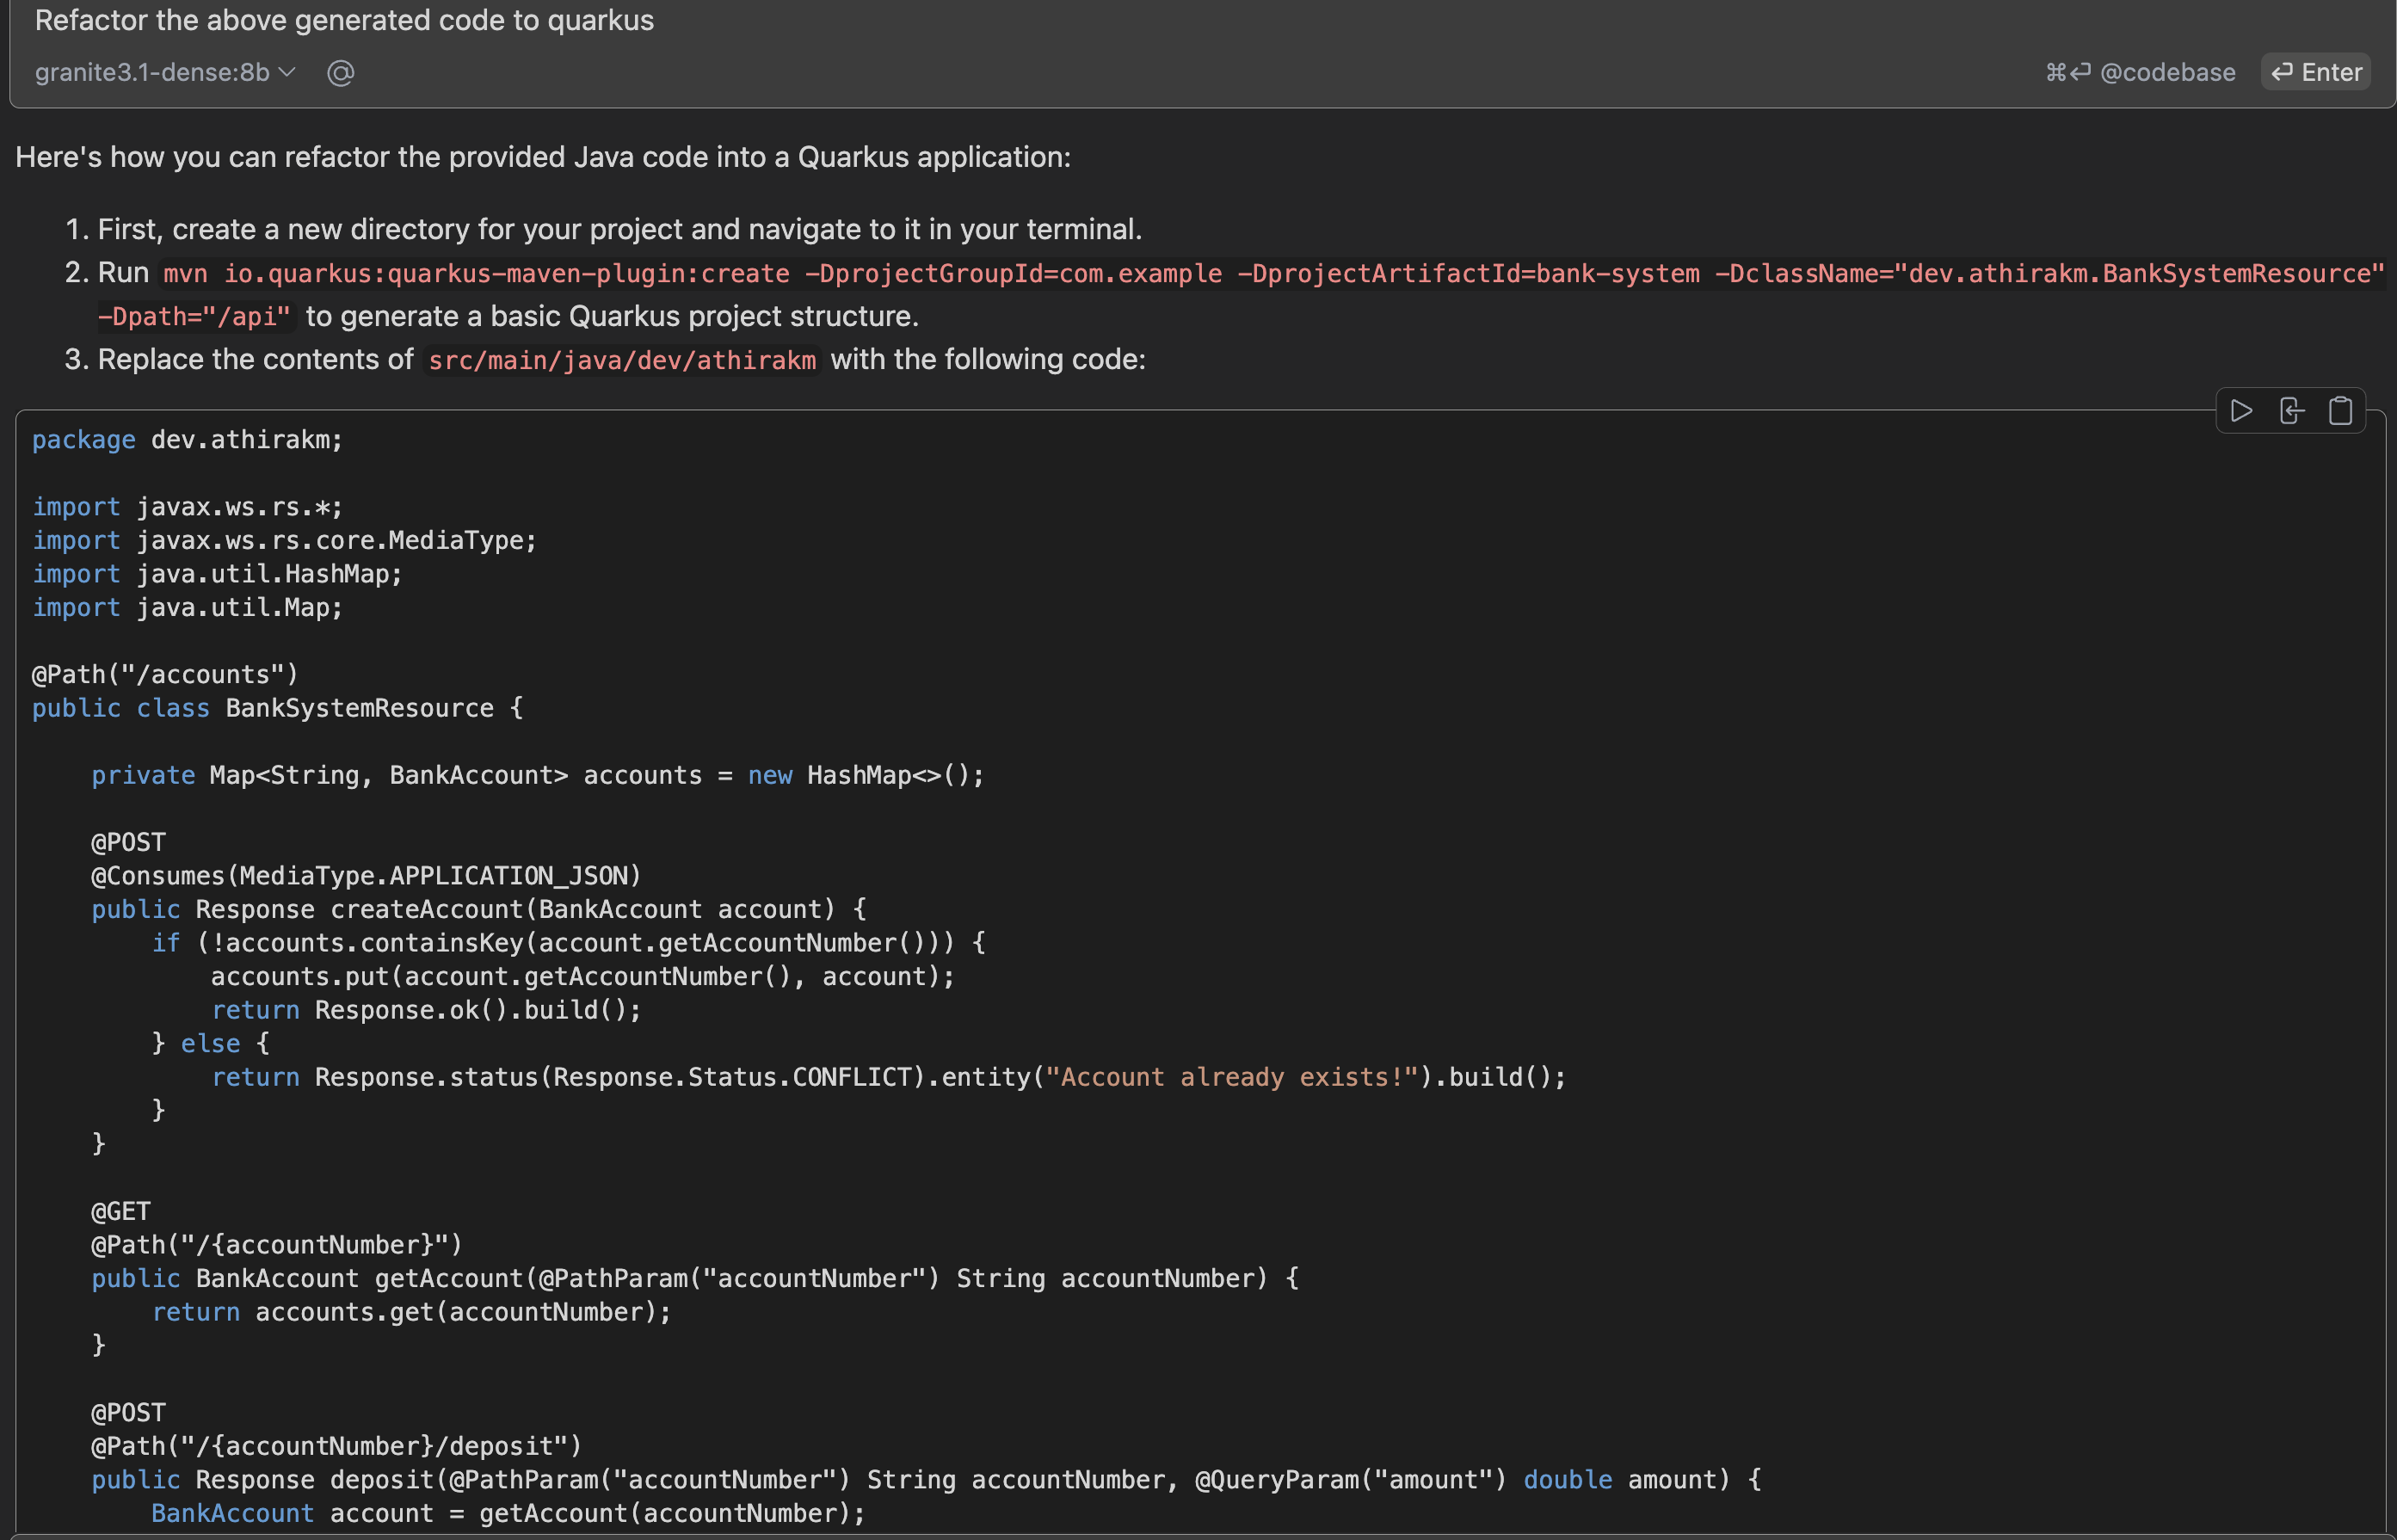 Refactor the above generated code to quarkus
granite3.1-dense:8b @ ⌘⏎ @codebase ⏎ Enter
Here's how you can refactor the provided Java code into a Quarkus application:
1. First, create a new directory for your project and navigate to it in your terminal.
2. Run mvn io.quarkus:quarkus-maven-plugin:create -DprojectGroupId=com.example -DprojectArtifactId=bank-system -DclassName="dev.athirakm.BankSystemResource"
-Dpath="/api" to generate a basic Quarkus project structure.
3. Replace the contents of src/main/java/dev/athirakm with the following code:
package dev.athirakm;
import javax.ws.rs.*;
import javax.ws.rs.core.MediaType;
import java.util.HashMap;
import java.util.Map;
@Path("/accounts")
public class BankSystemResource {
private Map<String, BankAccount> accounts = new HashMap<>();
@POST
@Consumes(MediaType.APPLICATION_JSON)
public Response createAccount(BankAccount account) {
if (!accounts.containsKey(account.getAccountNumber())) {
accounts.put(account.getAccountNumber(), account);
return Response.ok().build();
} else {
return Response.status(Response.Status.CONFLICT).entity("Account already exists!").build();
}
}
@GET
@Path("/{accountNumber}")
public BankAccount getAccount(@PathParam("accountNumber") String accountNumber) {
return accounts.get(accountNumber);
}
@POST
@Path("/{accountNumber}/deposit")
public Response deposit(@PathParam("accountNumber") String accountNumber, @QueryParam("amount") double amount) {
BankAccount account = getAccount(accountNumber);